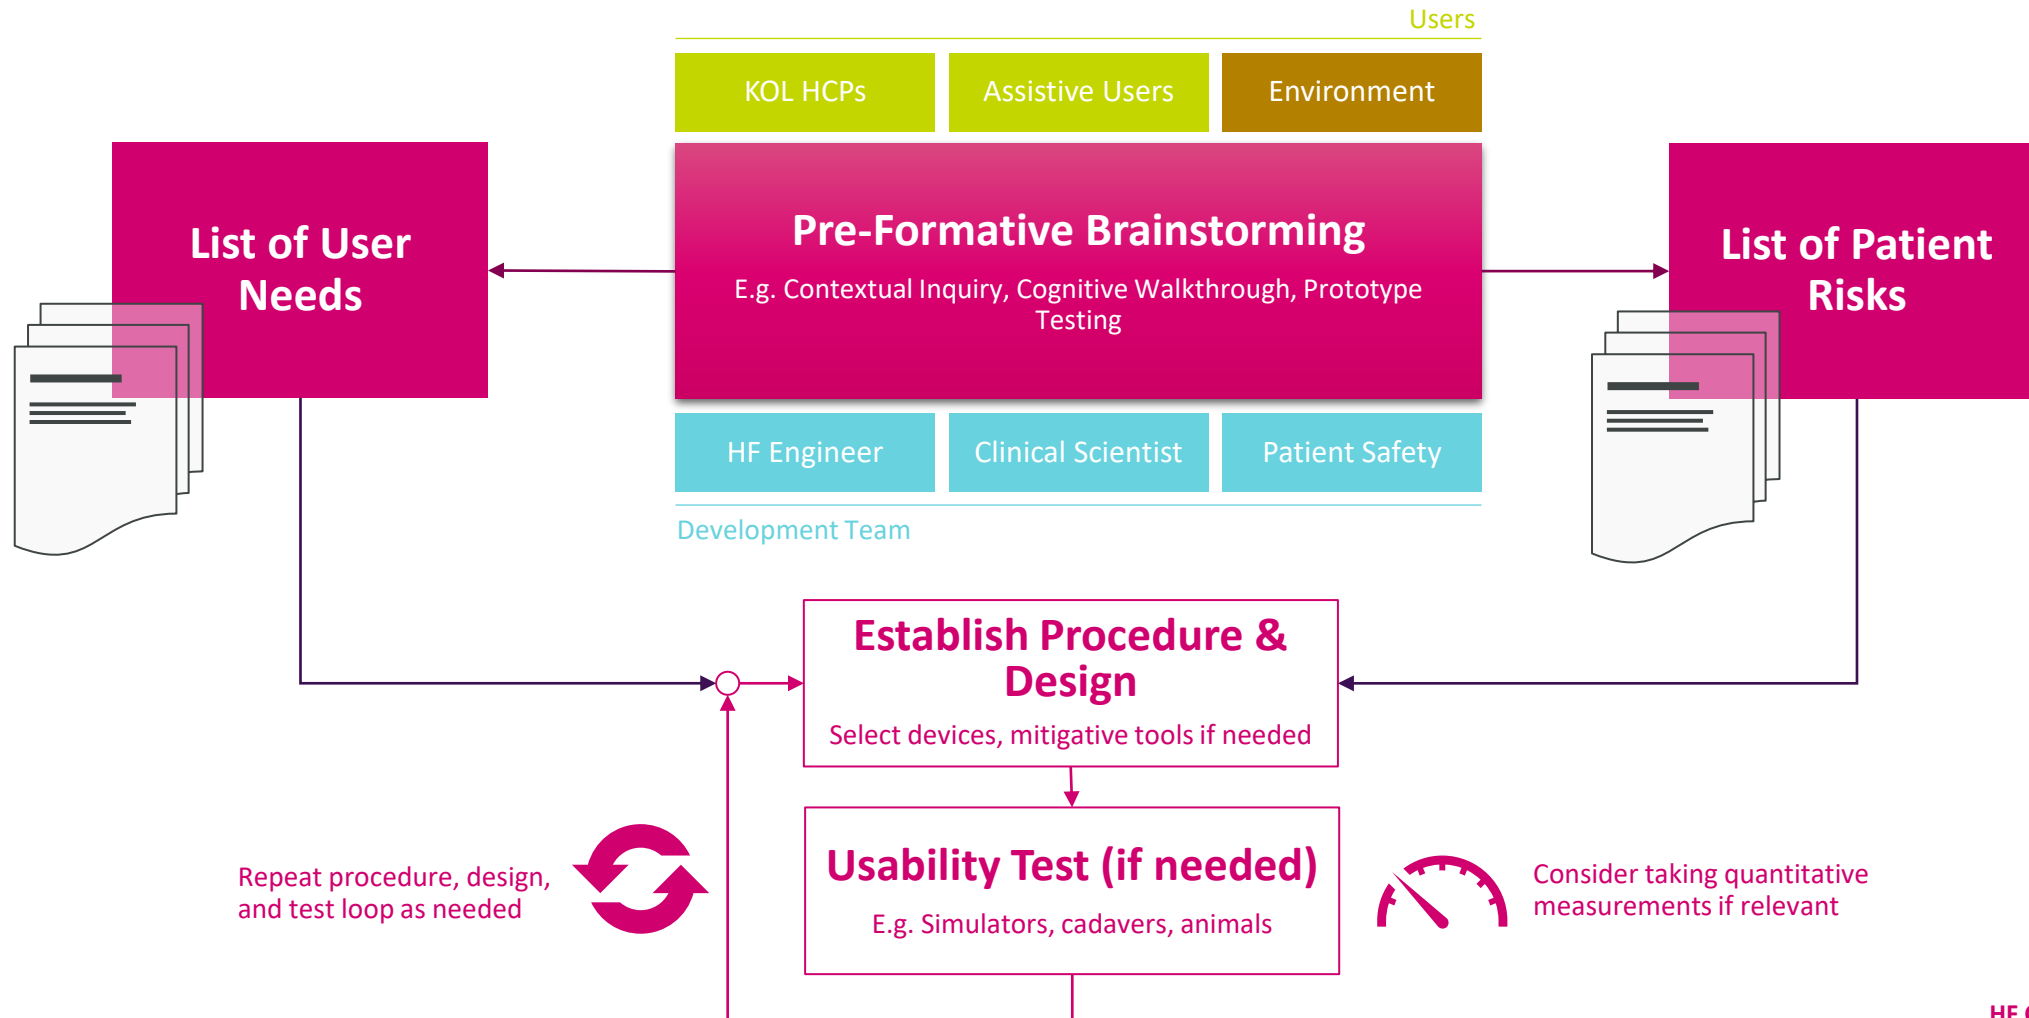 Users
KOL HCPs
Assistive Users
Environment
List of User
Needs
Pre-Formative Brainstorming
E.g. Contextual Inquiry, Cognitive Walkthrough, Prototype
Testing
List of Patient
Risks
HF Engineer
Clinical Scientist
Patient Safety
Development Team
Establish Procedure &
Design
Select devices, mitigative tools if needed
Repeat procedure, design,
and test loop as needed
Usability Test (if needed)
E.g. Simulators, cadavers, animals
Consider taking quantitative
measurements if relevant
HF